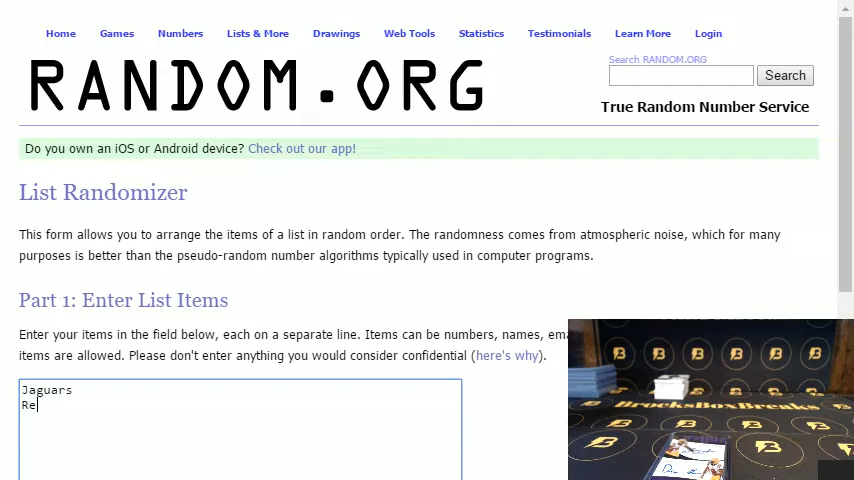 Home Games Numbers Lists & More Drawings Web Tools Statistics Testimonials Learn More Login
Search RANDOM.ORG
RANDOM.ORG
Search
True Random Number Service
Do you own an iOS or Android device? Check out our app!
List Randomizer
This form allows you to arrange the items of a list in random order. The randomness comes from atmospheric noise, which for many
purposes is better than the pseudo-random number algorithms typically used in computer programs.
Part 1: Enter List Items
Enter your items in the field below, each on a separate line. Items can be numbers, names,
items are allowed. Please don't enter anything you would consider confidential (here's why).
Jaguars
Re
BrocksBoxBreaks